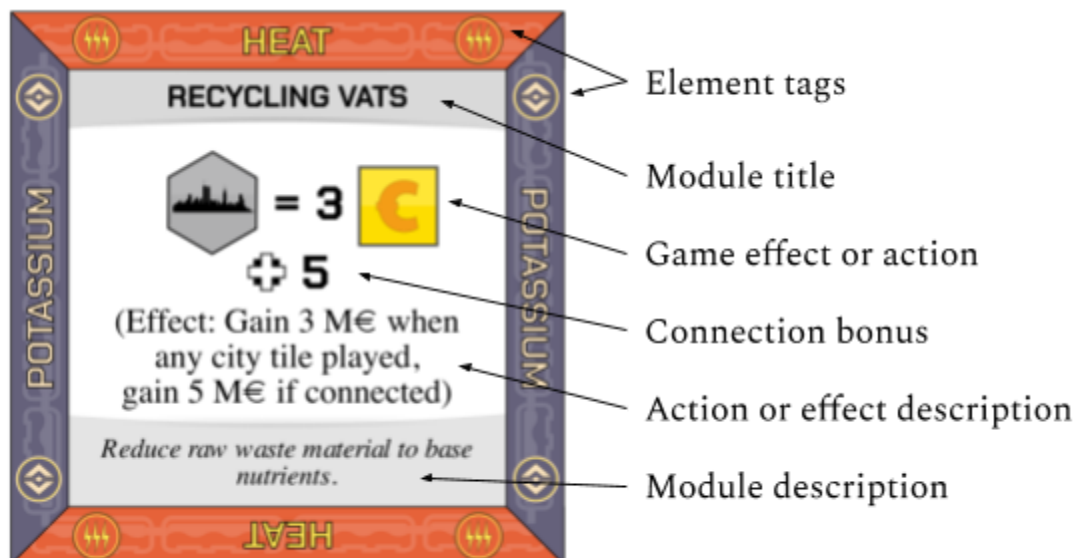 HEAT
RECYCLING VATS
= 3 C
5
(Effect: Gain 3 M€ when
any city tile played,
gain 5 M€ if connected)
Reduce raw waste material to base
nutrients.
HEAT
POTASSIUM
POTASSIUM
Element tags
Module title
Game effect or action
Connection bonus
Action or effect description
Module description